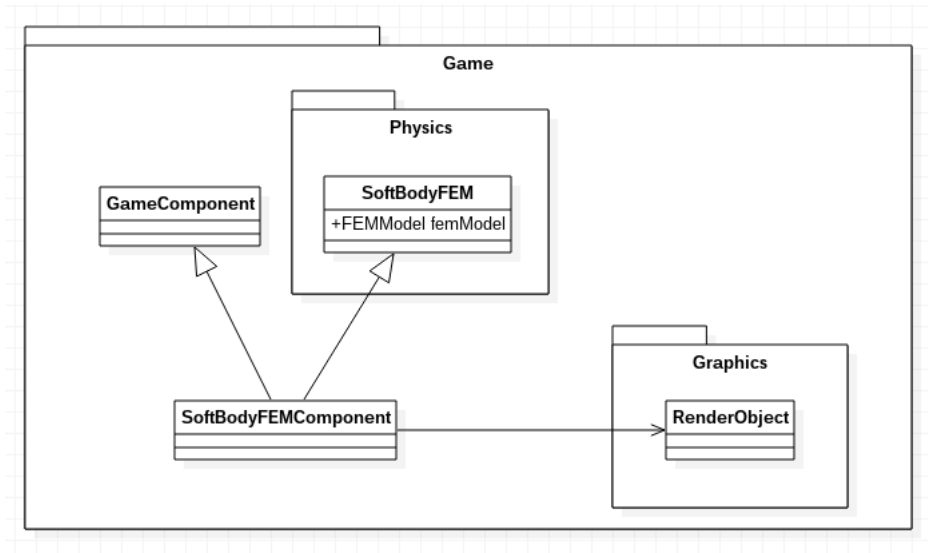 Game
Physics
SoftBodyFEM
+FEMModel femModel
GameComponent
Graphics
RenderObject
SoftBodyFEMComponent